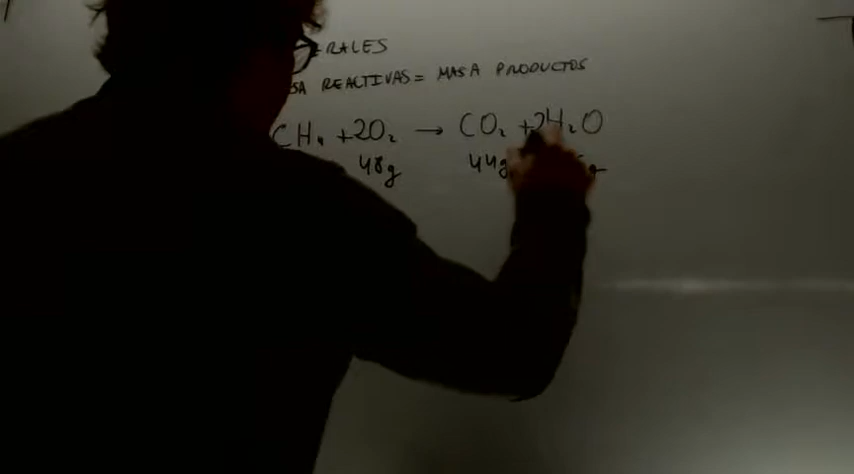 RALES
SA REACTIVAS = MASA PRODUCTOS
CH₄ + 2O₂ → CO₂ + 2H₂O
48g 44g g